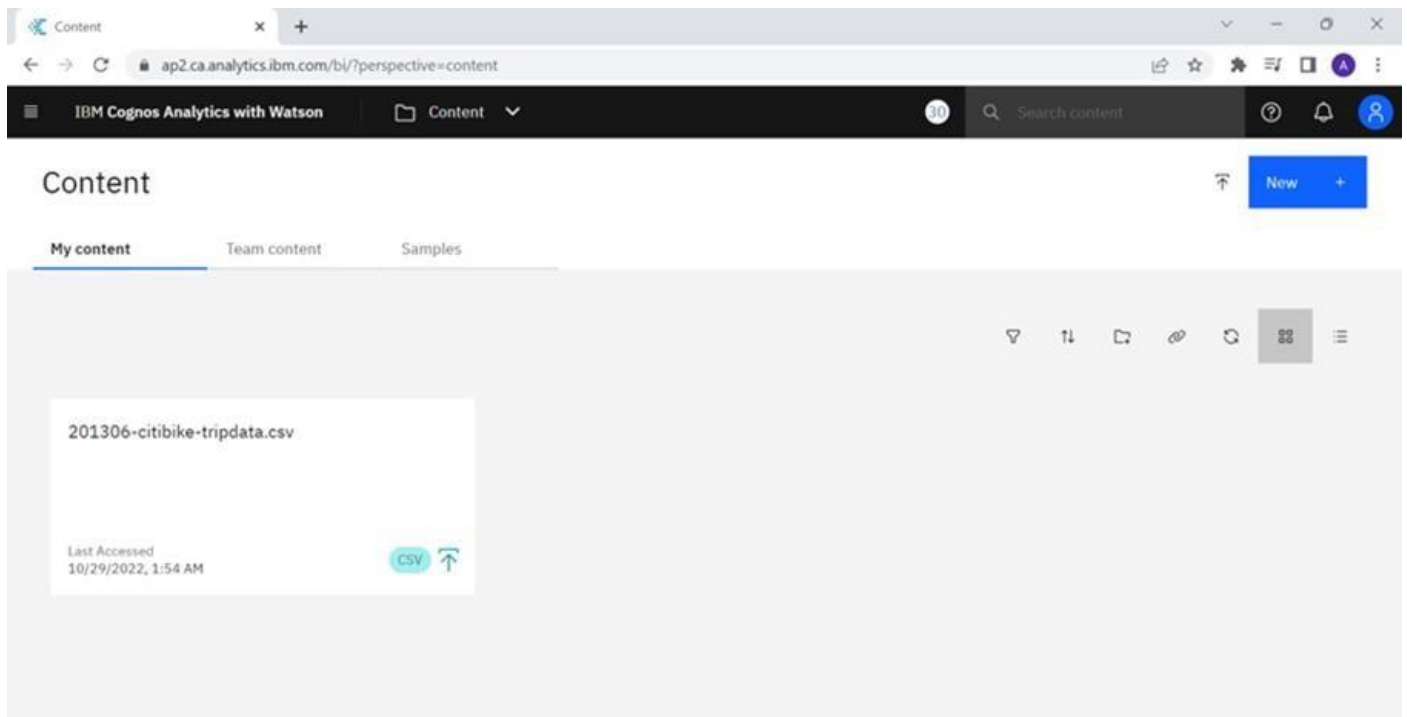 Content
ap2.ca.analytics.ibm.com/bi/?perspective=content
A
IBM Cognos Analytics with Watson
Content
30
Search content
Content
New +
My content
Team content
Samples
201306-citibike-tripdata.csv
Last Accessed
10/29/2022, 1:54 AM
CSV